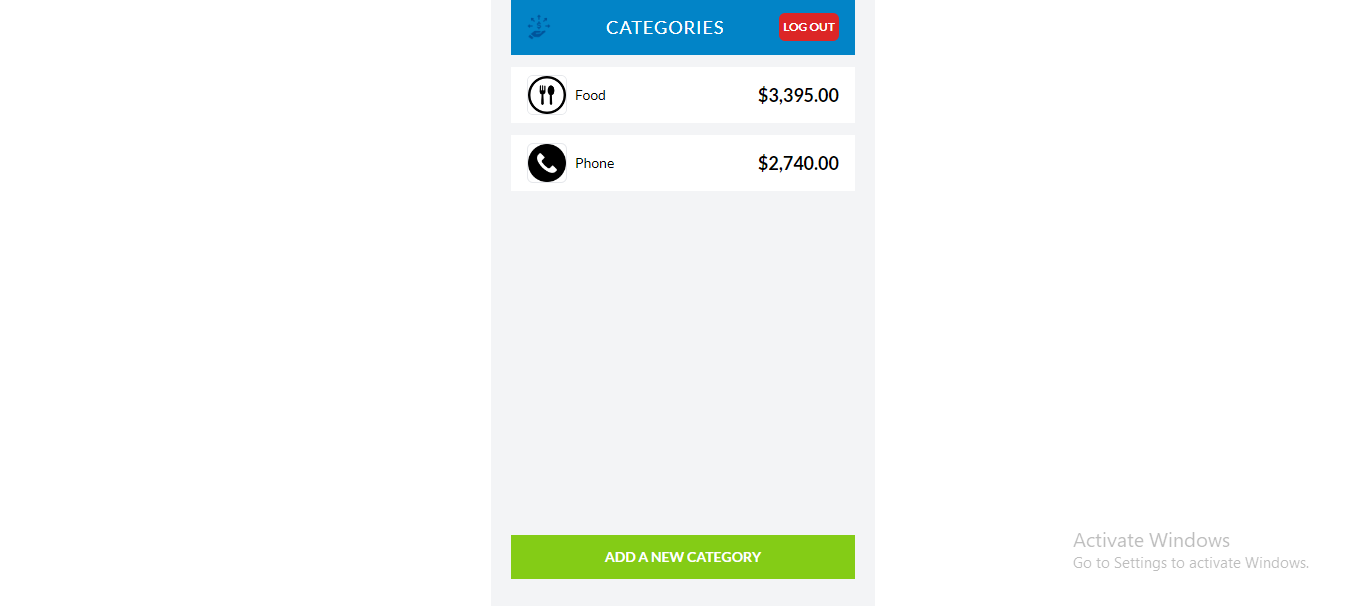 CATEGORIES
LOG OUT
Food
$3,395.00
Phone
$2,740.00
ADD A NEW CATEGORY
Activate Windows
Go to Settings to activate Windows.